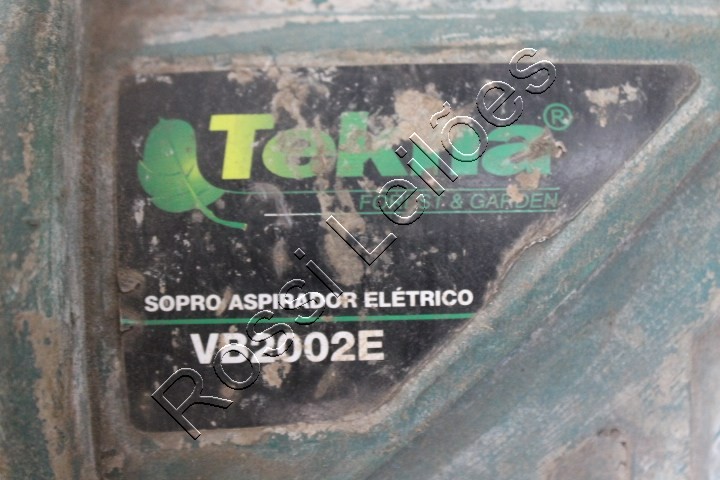 Tekna®
FOREST & GARDEN
SOPRO ASPIRADOR ELÉTRICO
VB2002E
Rossi Leilões